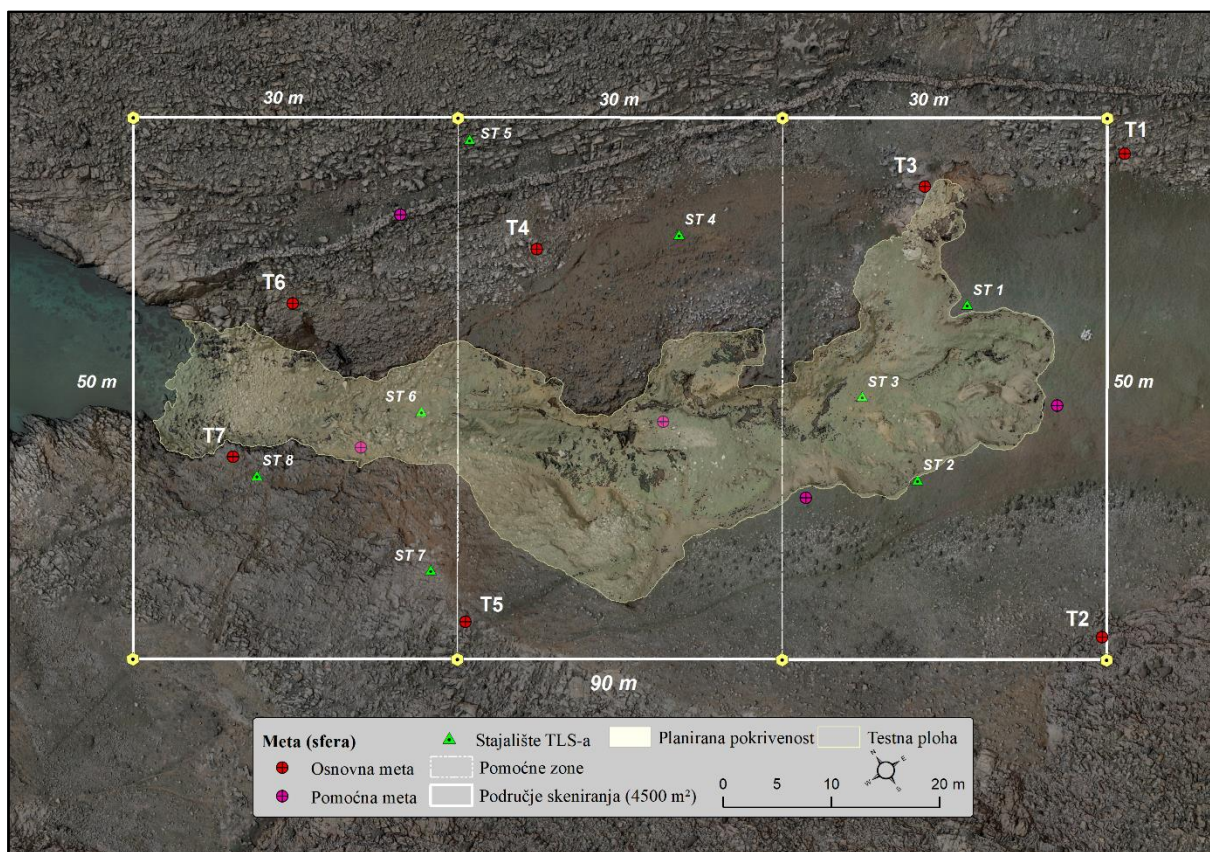 30 m
30 m
30 m
T1
ST 5
T3
T4
ST 4
T6
ST 1
50 m
50 m
ST 3
ST 6
T7
ST 8
ST 2
ST 7
T5
T2
90 m
Meta (sfera)
Osnovna meta
Pomoćna meta
Stajalište TLS-a
Pomoćne zone
Područje skeniranja (4500 m²)
Planirana pokrivenost
Testna ploha
N
E
W
S
0 5 10 20 m